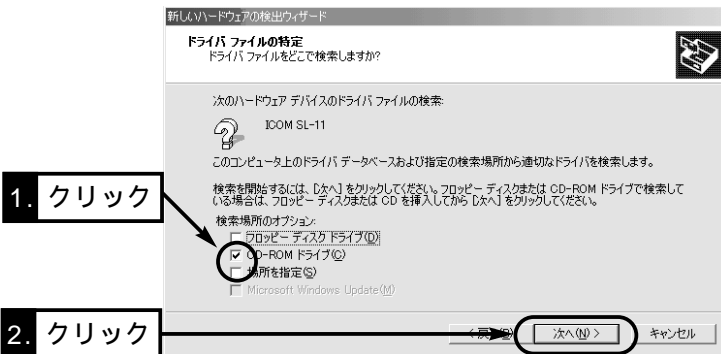 新しいハードウェアの検出ウィザード
ドライバ ファイルの特定
ドライバ ファイルをどこで検索しますか?
次のハードウェア デバイスのドライバ ファイルの検索:
ICOM SL-11
このコンピュータ上のドライバ データベースおよび指定の検索場所から適切なドライバを検索します。
検索を開始するには、[次へ] をクリックしてください。フロッピー ディスクまたは CD-ROM ドライブで検索して
いる場合は、フロッピー ディスクまたは CD を挿入してから [次へ] をクリックしてください。
1. クリック
検索場所のオプション:
フロッピー ディスク ドライブ(D)
CD-ROM ドライブ(C)
場所を指定(S)
Microsoft Windows Update(M)
2. クリック
< 戻る(B) 次へ(N) > キャンセル